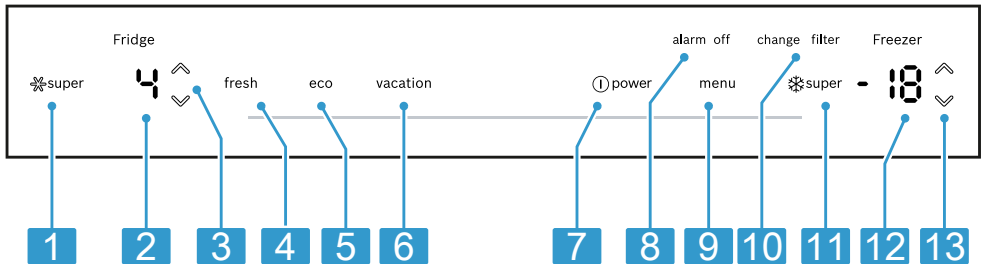 Fridge alarm off change filter Freezer
super 4 fresh eco vacation power menu super - 18
1 2 3 4 5 6 7 8 9 10 11 12 13